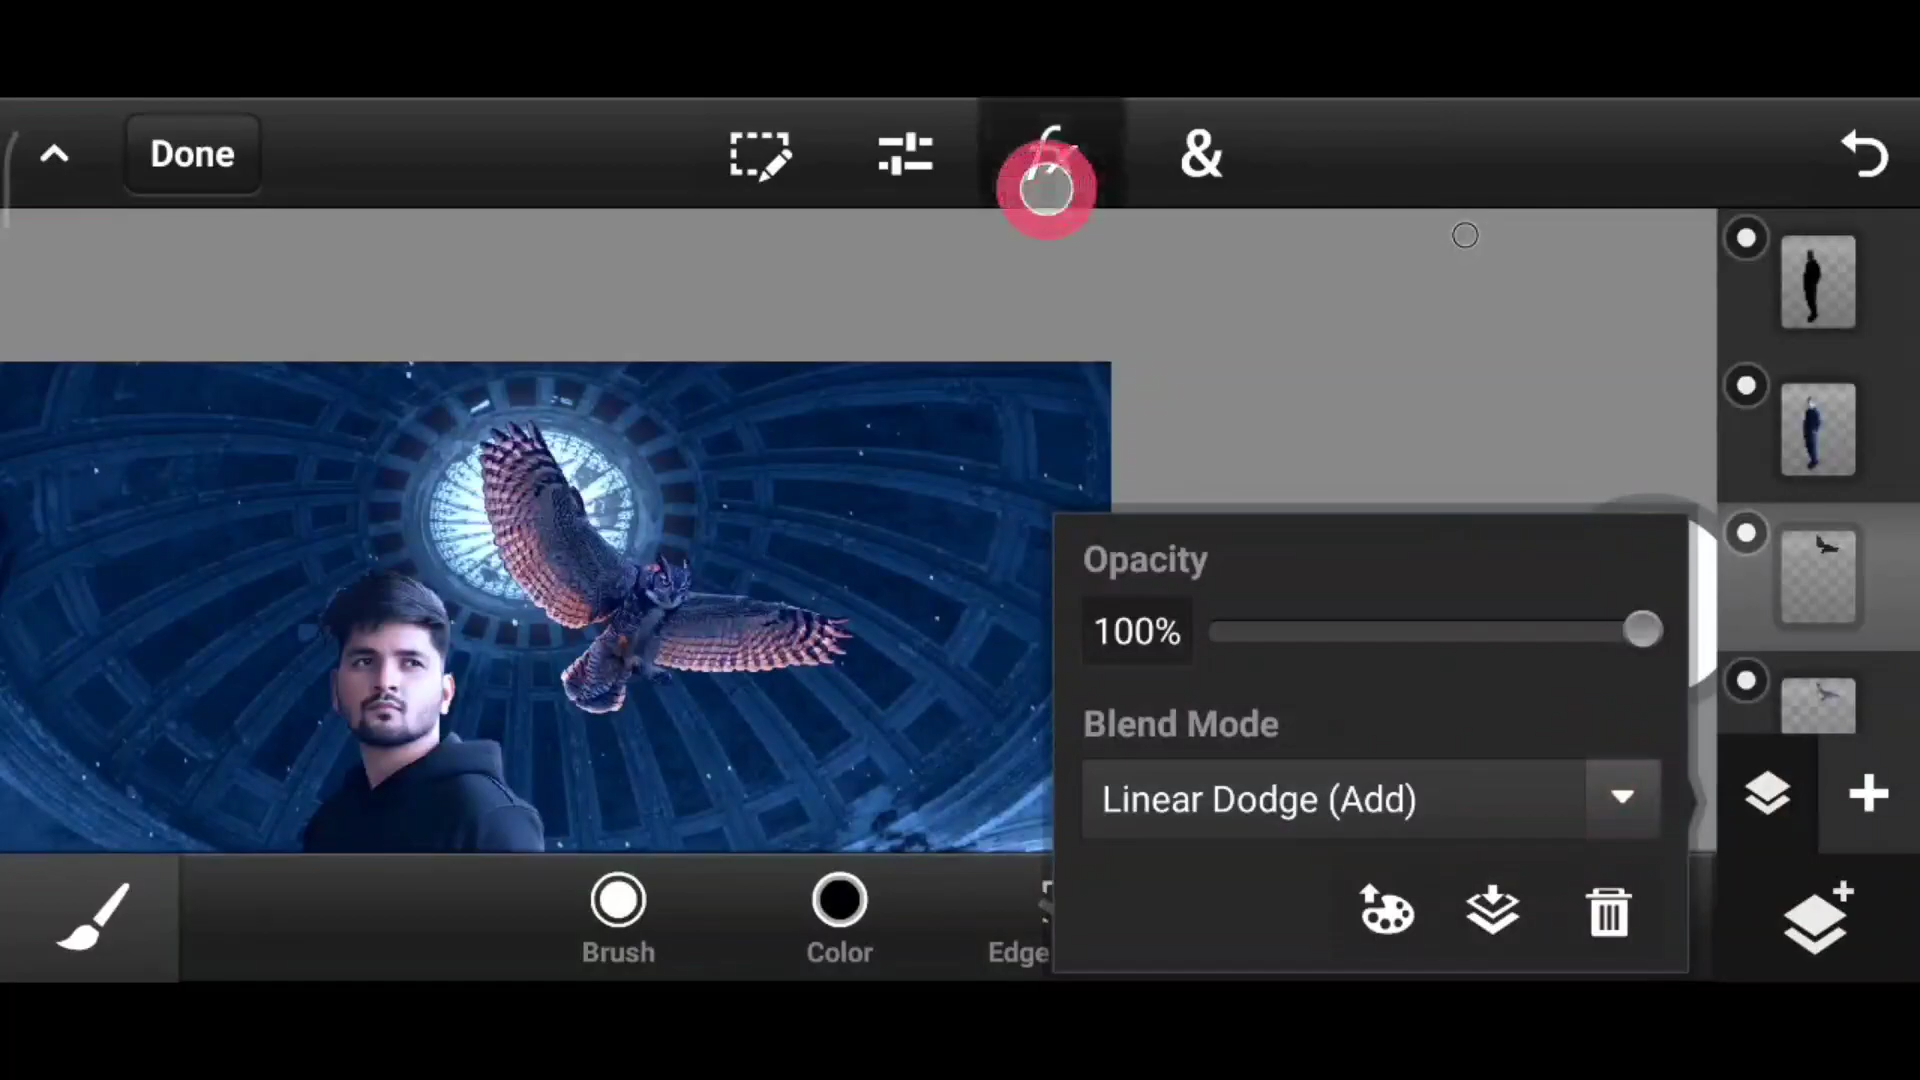 Done
&
Opacity
100%
Blend Mode
Linear Dodge (Add)
Brush
Color
Edge